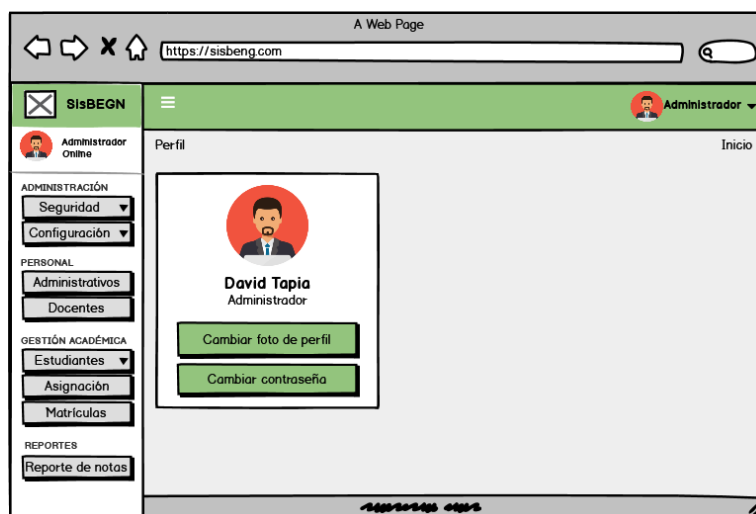 A Web Page
https://sisbeng.com
SisBEGN
Administrador
Administrador
Online
Perfil
Inicio
ADMINISTRACIÓN
Seguridad
Configuración
PERSONAL
Administrativos
Docentes
GESTIÓN ACADÉMICA
Estudiantes
Asignación
Matrículas
REPORTES
Reporte de notas
David Tapia
Administrador
Cambiar foto de perfil
Cambiar contraseña